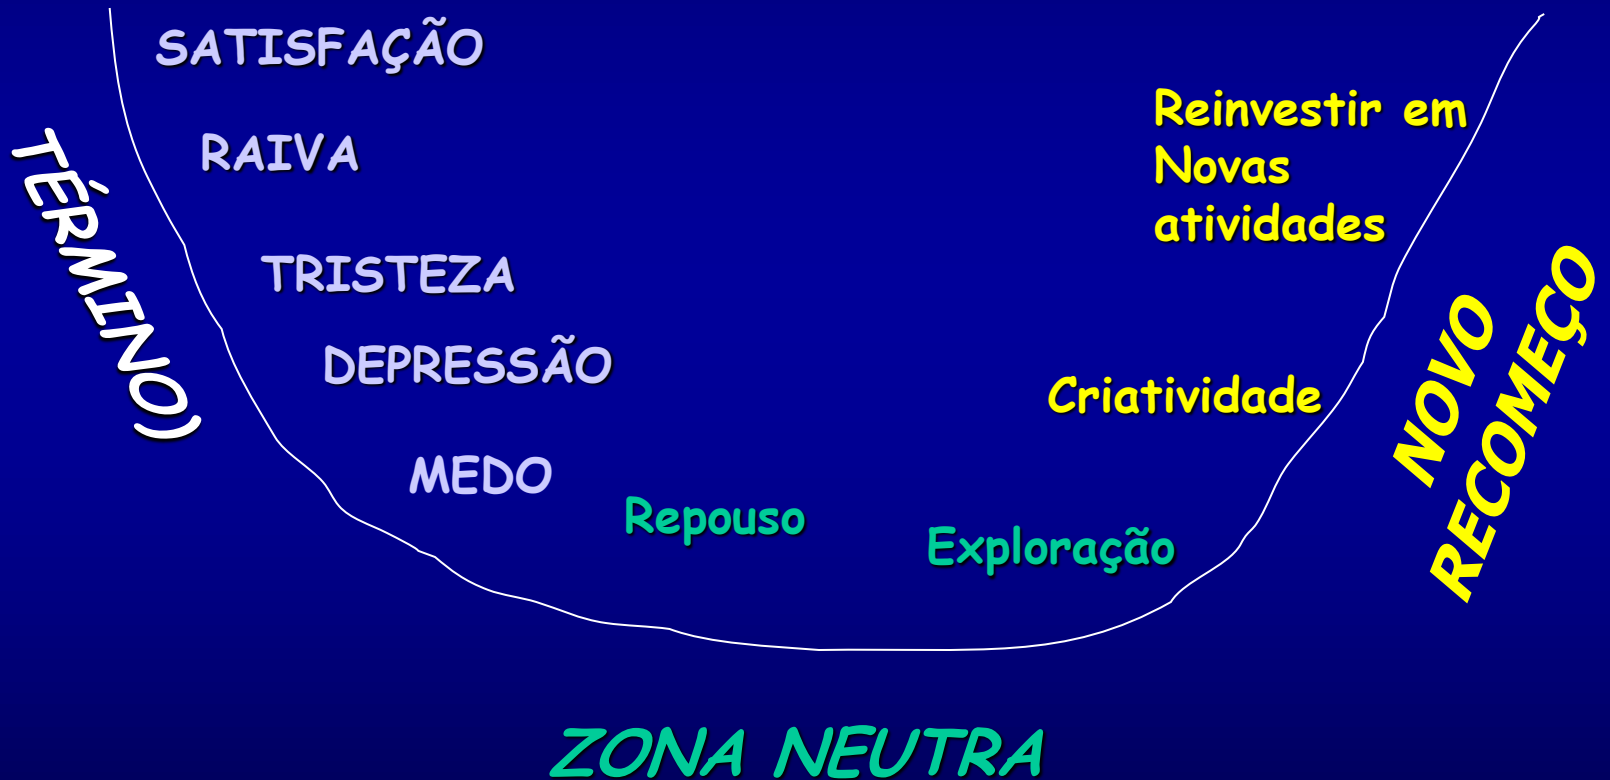 SATISFAÇÃO
RAIVA
TRISTEZA
DEPRESSÃO
MEDO
TÉRMINO)
Repouso
Exploração
ZONA NEUTRA
Reinvestir em
Novas
atividades
Criatividade
NOVO
RECOMEÇO